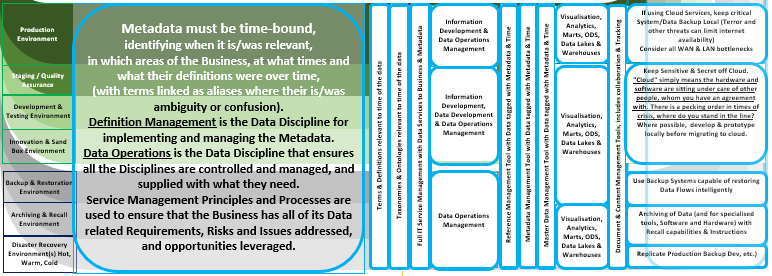 Production
Environment
Staging / Quality
Assurance
Development &
Testing Environment
Innovation & Sand
Box Environment
Backup & Restoration
Environment
Archiving & Recall
Environment
Disaster Recovery
Environment(s) Hot,
Warm, Cold
Metadata must be time-bound,
identifying when it is/was relevant,
in which areas of the Business, at what times and
what their definitions were over time,
(with terms linked as aliases where their is/was
ambiguity or confusion).
Definition Management is the Data Discipline for
implementing and managing the Metadata.
Data Operations is the Data Discipline that ensures
all the Disciplines are controlled and managed, and
supplied with what they need.
Service Management Principles and Processes are
used to ensure that the Business has all of its Data
related Requirements, Risks and Issues addressed,
and opportunities leveraged.
Terms & Definitions relevant to time of the data
Taxonomies & Ontologies relevant to time of the data
Full IT Service Management with Data Services to Business & Metadata
Information
Development &
Data Operations
Management
Information
Development,
Data Development
& Data Operations
Management
Data Operations
Management
Reference Management Tool with Data tagged with Metadata & Time
Metadata Management Tool with Data tagged with Metadata & Time
Master Data Management Tool with Data tagged with Metadata & Time
Visualisation,
Analytics,
Marts, ODS,
Data Lakes &
Warehouses
Visualisation,
Analytics,
Marts, ODS,
Data Lakes &
Warehouses
Visualisation,
Analytics,
Marts, ODS,
Data Lakes &
Warehouses
Document & Content Management Tools, Includes collaboration & Tracking
If using Cloud Services, keep critical
System/Data Backup Local (Terror and
other threats can limit internet
availability)
Consider all WAN & LAN bottlenecks
Keep Sensitive & Secret off Cloud.
"Cloud" simply means the hardware and
software are sitting under care of other
people, whom you have an agreement
with. There is a pecking order in times of
crisis, where do you stand in the line?
Where possible, develop & prototype
locally before migrating to cloud.
Use Backup Systems capable of restoring
Data Flows intelligently
Archiving of Data (and for specialised
tools, Software and Hardware) with
Recall capabilities & Instructions
Replicate Production Backup Dev, etc.)